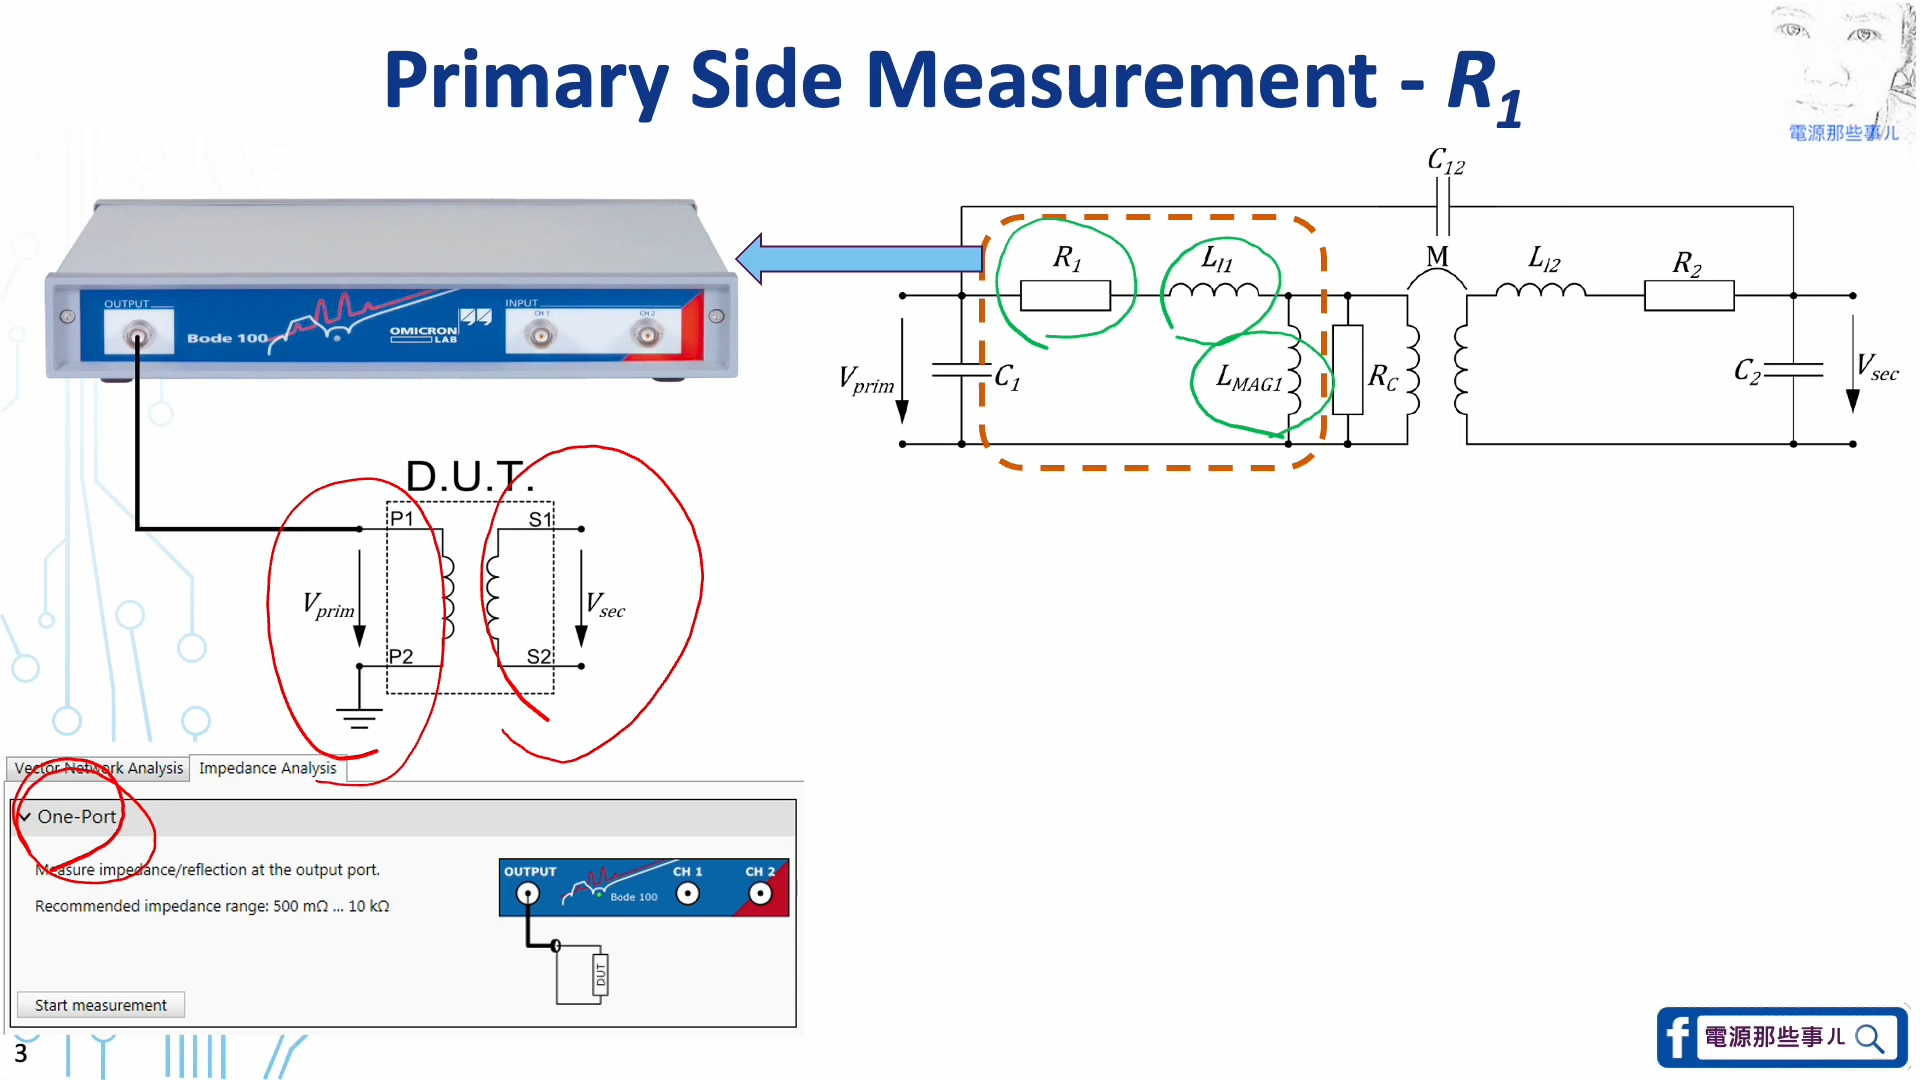 Primary Side Measurement - R1
電源那些事儿
C12
R1
Ll1
M
Ll2
R2
Vprim
C1
LMAG1
RC
C2
Vsec
OUTPUT
Bode 100
OMICRON
LAB
INPUT
CH 1
CH 2
D.U.T.
P1
S1
Vprim
Vsec
P2
S2
Vector Network Analysis
Impedance Analysis
One-Port
Measure impedance/reflection at the output port.
Recommended impedance range: 500 mΩ ... 10 kΩ
OUTPUT
CH 1
CH 2
Bode 100
DUT
Start measurement
3
f 電源那些事儿